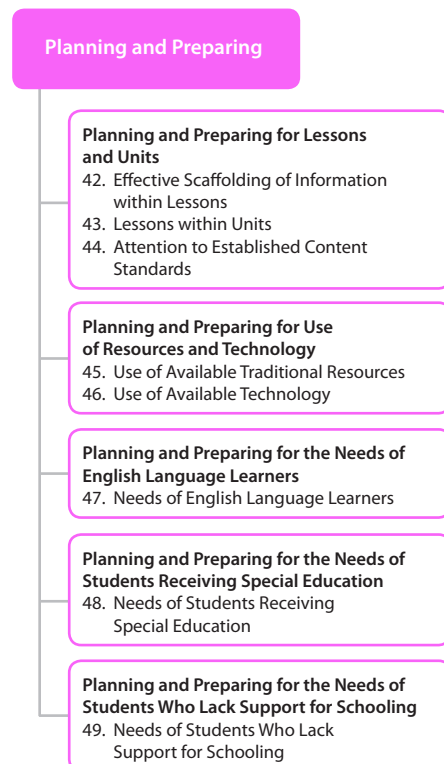 Planning and Preparing
Planning and Preparing for Lessons
and Units
42. Effective Scaffolding of Information
within Lessons
43. Lessons within Units
44. Attention to Established Content
Standards
Planning and Preparing for Use
of Resources and Technology
45. Use of Available Traditional Resources
46. Use of Available Technology
Planning and Preparing for the Needs of
English Language Learners
47. Needs of English Language Learners
Planning and Preparing for the Needs of
Students Receiving Special Education
48. Needs of Students Receiving
Special Education
Planning and Preparing for the Needs of
Students Who Lack Support for Schooling
49. Needs of Students Who Lack
Support for Schooling